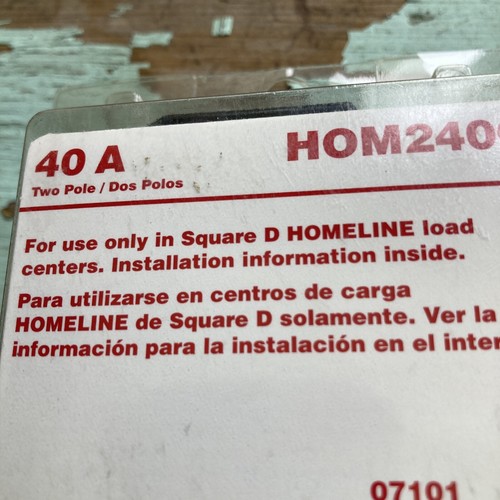 40 A
HOM240
Two Pole / Dos Polos
For use only in Square D HOMELINE load
centers. Installation information inside.
Para utilizarse en centros de carga
HOMELINE de Square D solamente. Ver la
información para la instalación en el inter
07101